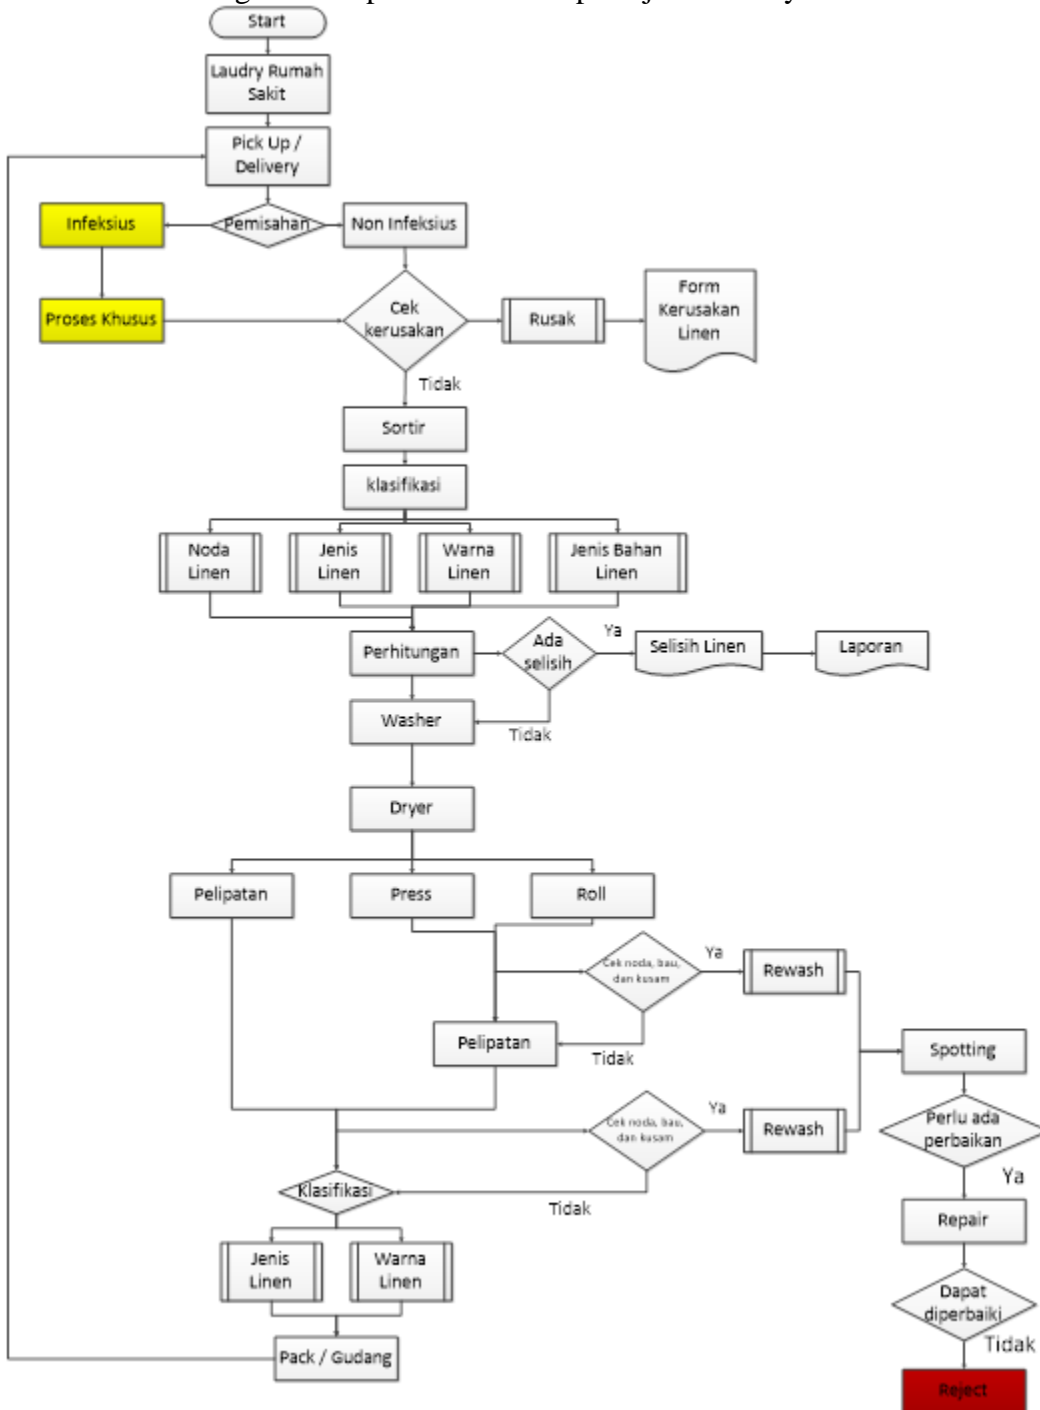 Start
Laudry Rumah
Sakit
Pick Up /
Delivery
Infeksius
Pemisahan
Non Infeksius
Proses Khusus
Cek
kerusakan
Rusak
Form
Kerusakan
Linen
Tidak
Sortir
klasifikasi
Noda
Linen
Jenis
Linen
Warna
Linen
Jenis Bahan
Linen
Perhitungan
Ada
selisih
Ya
Selisih Linen
Laporan
Washer
Tidak
Dryer
Pelipatan
Press
Roll
Cek noda, bau,
dan kusam
Ya
Rewash
Pelipatan
Tidak
Spotting
Cek noda, bau,
dan kusam
Ya
Rewash
Perlu ada
perbaikan
Ya
Klasifikasi
Tidak
Repair
Jenis
Linen
Warna
Linen
Dapat
diperbaiki
Tidak
Pack / Gudang
Reject